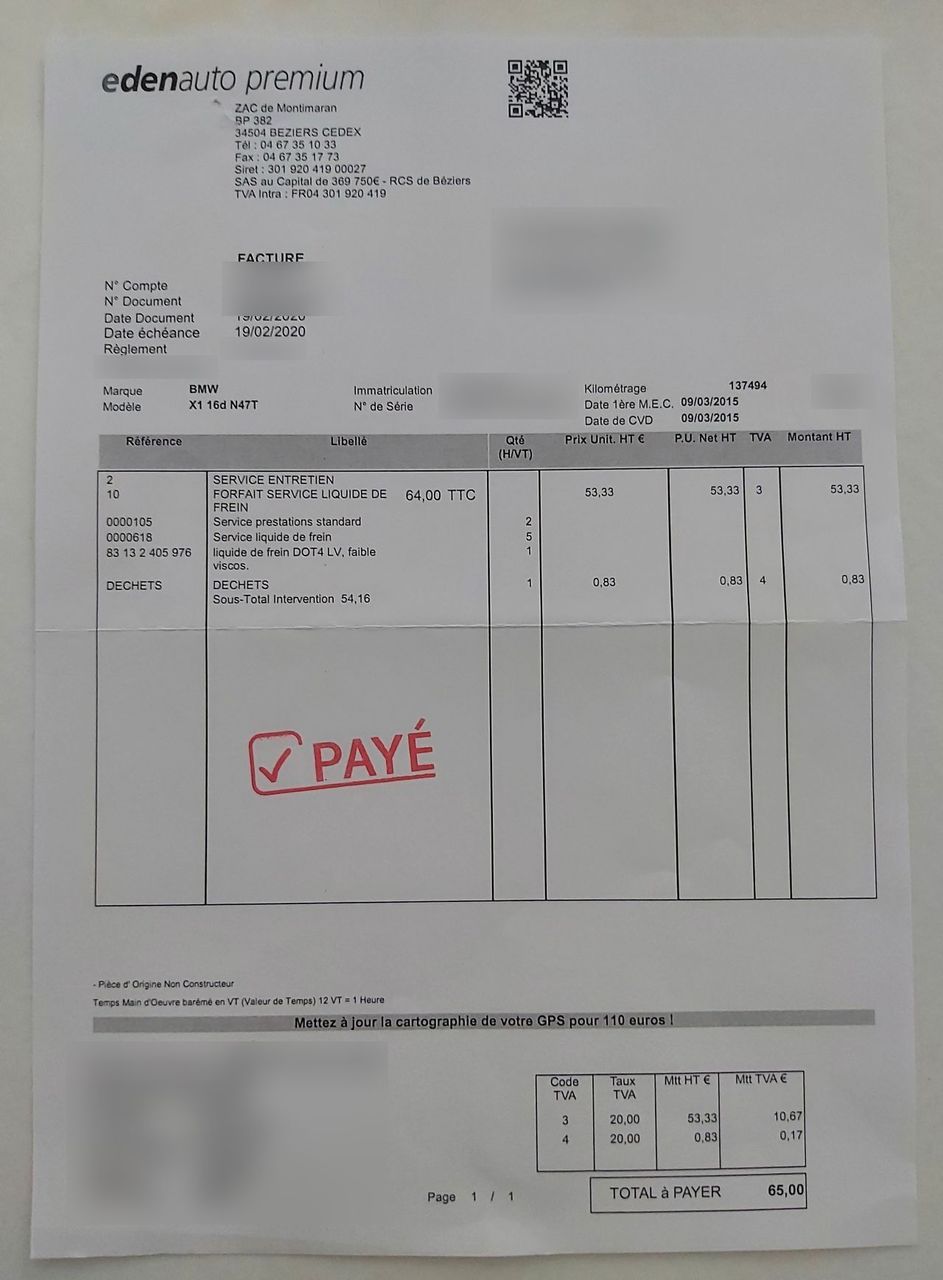 edenauto premium
ZAC de Montimaran
BP 382
34504 BEZIERS CEDEX
Tél : 04 67 35 10 33
Fax : 04 67 35 17 73
Siret : 301 920 419 00027
SAS au Capital de 369 750€ - RCS de Béziers
TVA Intra : FR04 301 920 419
FACTURE
N° Compte
N° Document
Date Document 19/02/2020
Date échéance 19/02/2020
Règlement
Marque BMW Immatriculation Kilométrage 137494
Modèle X1 16d N47T N° de Série Date 1ère M.E.C. 09/03/2015
Date de CVD 09/03/2015
Référence Libellé Qté Prix Unit. HT € P.U. Net HT TVA Montant HT
(H/VT)
2 SERVICE ENTRETIEN
10 FORFAIT SERVICE LIQUIDE DE 64,00 TTC 53,33 53,33 3 53,33
FREIN
0000105 Service prestations standard 2
0000618 Service liquide de frein 5
83 13 2 405 976 liquide de frein DOT4 LV, faible 1
viscos.
DECHETS DECHETS 1 0,83 0,83 4 0,83
Sous-Total Intervention 54,16
PAYÉ
- Pièce d' Origine Non Constructeur
Temps Main d'Oeuvre barêmé en VT (Valeur de Temps) 12 VT = 1 Heure
Mettez à jour la cartographie de votre GPS pour 110 euros !
Code Taux Mtt HT € Mtt TVA €
TVA TVA
3 20,00 53,33 10,67
4 20,00 0,83 0,17
Page 1 / 1 TOTAL à PAYER 65,00